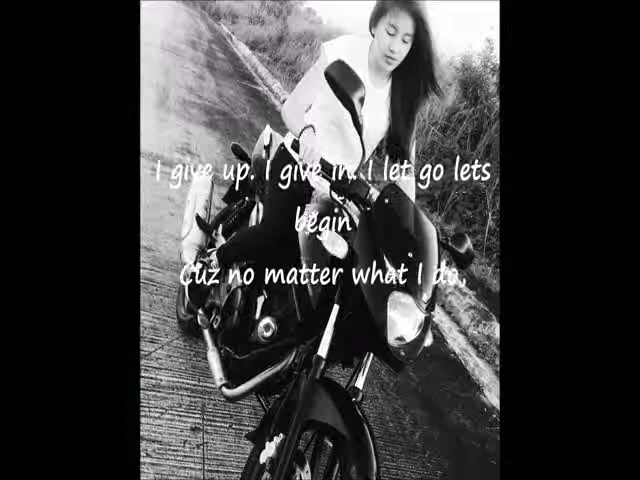 I give up. I give in. I let go lets
begin
Cuz no matter what I do,